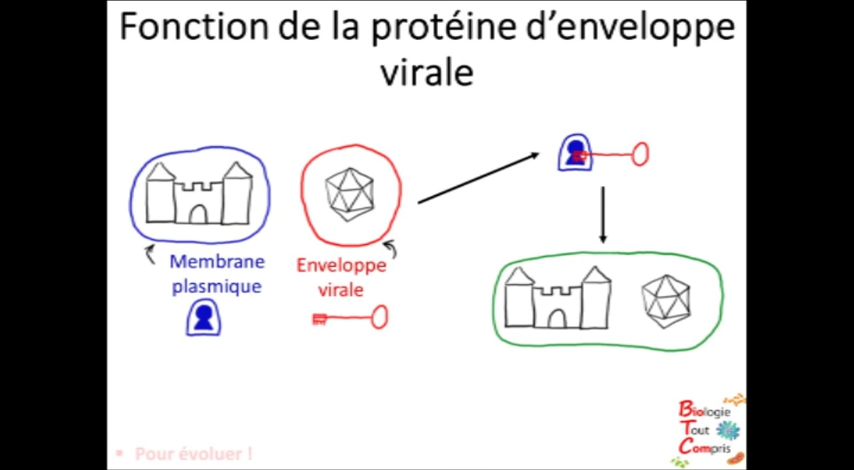 Fonction de la protéine d'enveloppe
virale
Membrane
plasmique
Enveloppe
virale
▪ Pour évoluer !
Biologie
Tout
Compris